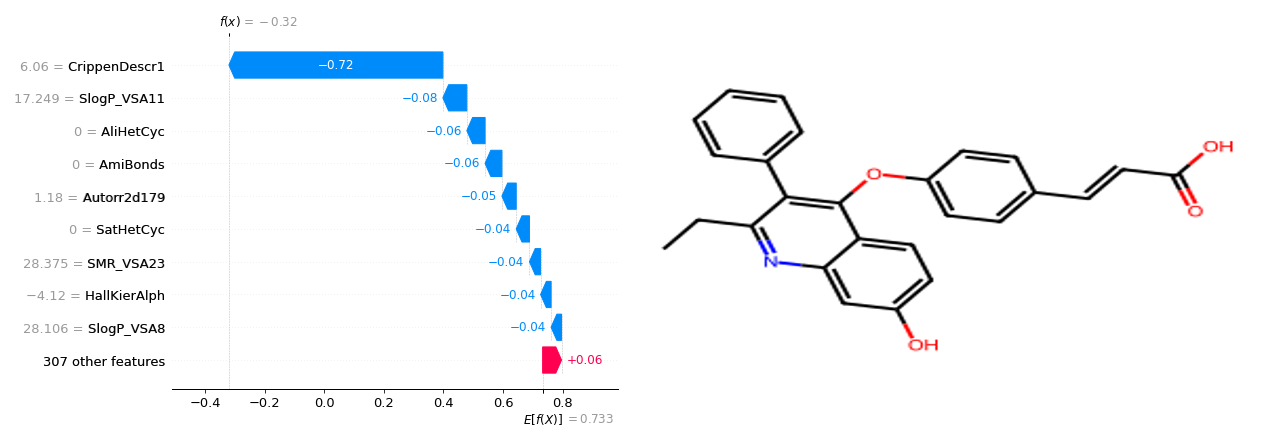 f(x) = −0.32
6.06 = CrippenDescr1
−0.72
17.249 = SlogP_VSA11
−0.08
0 = AliHetCyc
−0.06
0 = AmiBonds
−0.06
1.18 = Autorr2d179
−0.05
0 = SatHetCyc
−0.04
28.375 = SMR_VSA23
−0.04
−4.12 = HallKierAlph
−0.04
28.106 = SlogP_VSA8
−0.04
307 other features
+0.06
−0.4 −0.2 0.0 0.2 0.4 0.6 0.8
E[f(X)] = 0.733
O
OH
O
N
OH